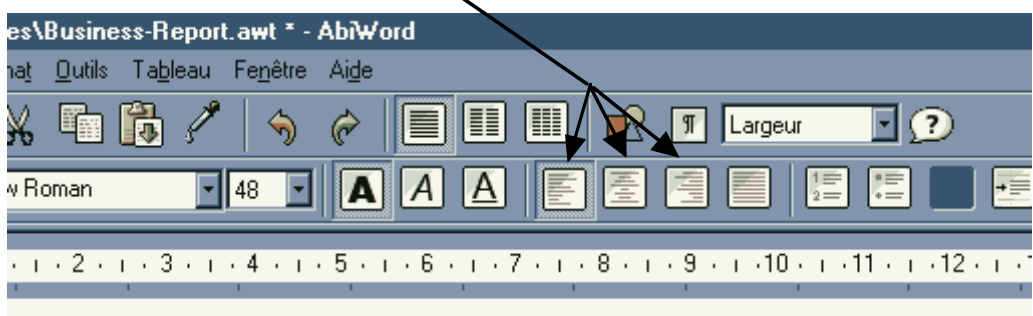 es\Business-Report.awt * - AbiWord
nat Outils Tableau Fenêtre Aide
¶ Largeur ?
w Roman 48 A A A
2 3 4 5 6 7 8 9 10 11 12